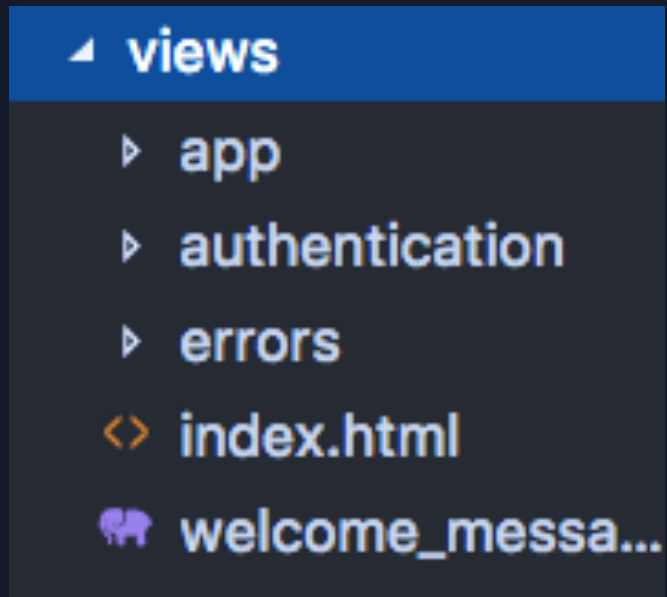 views
app
authentication
errors
index.html
welcome_messa...